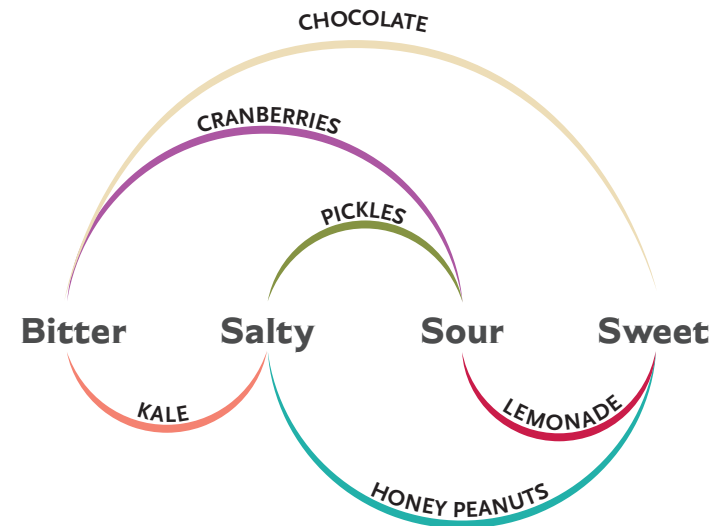 CHOCOLATE
CRANBERRIES
PICKLES
Bitter Salty Sour Sweet
KALE
LEMONADE
HONEY PEANUTS